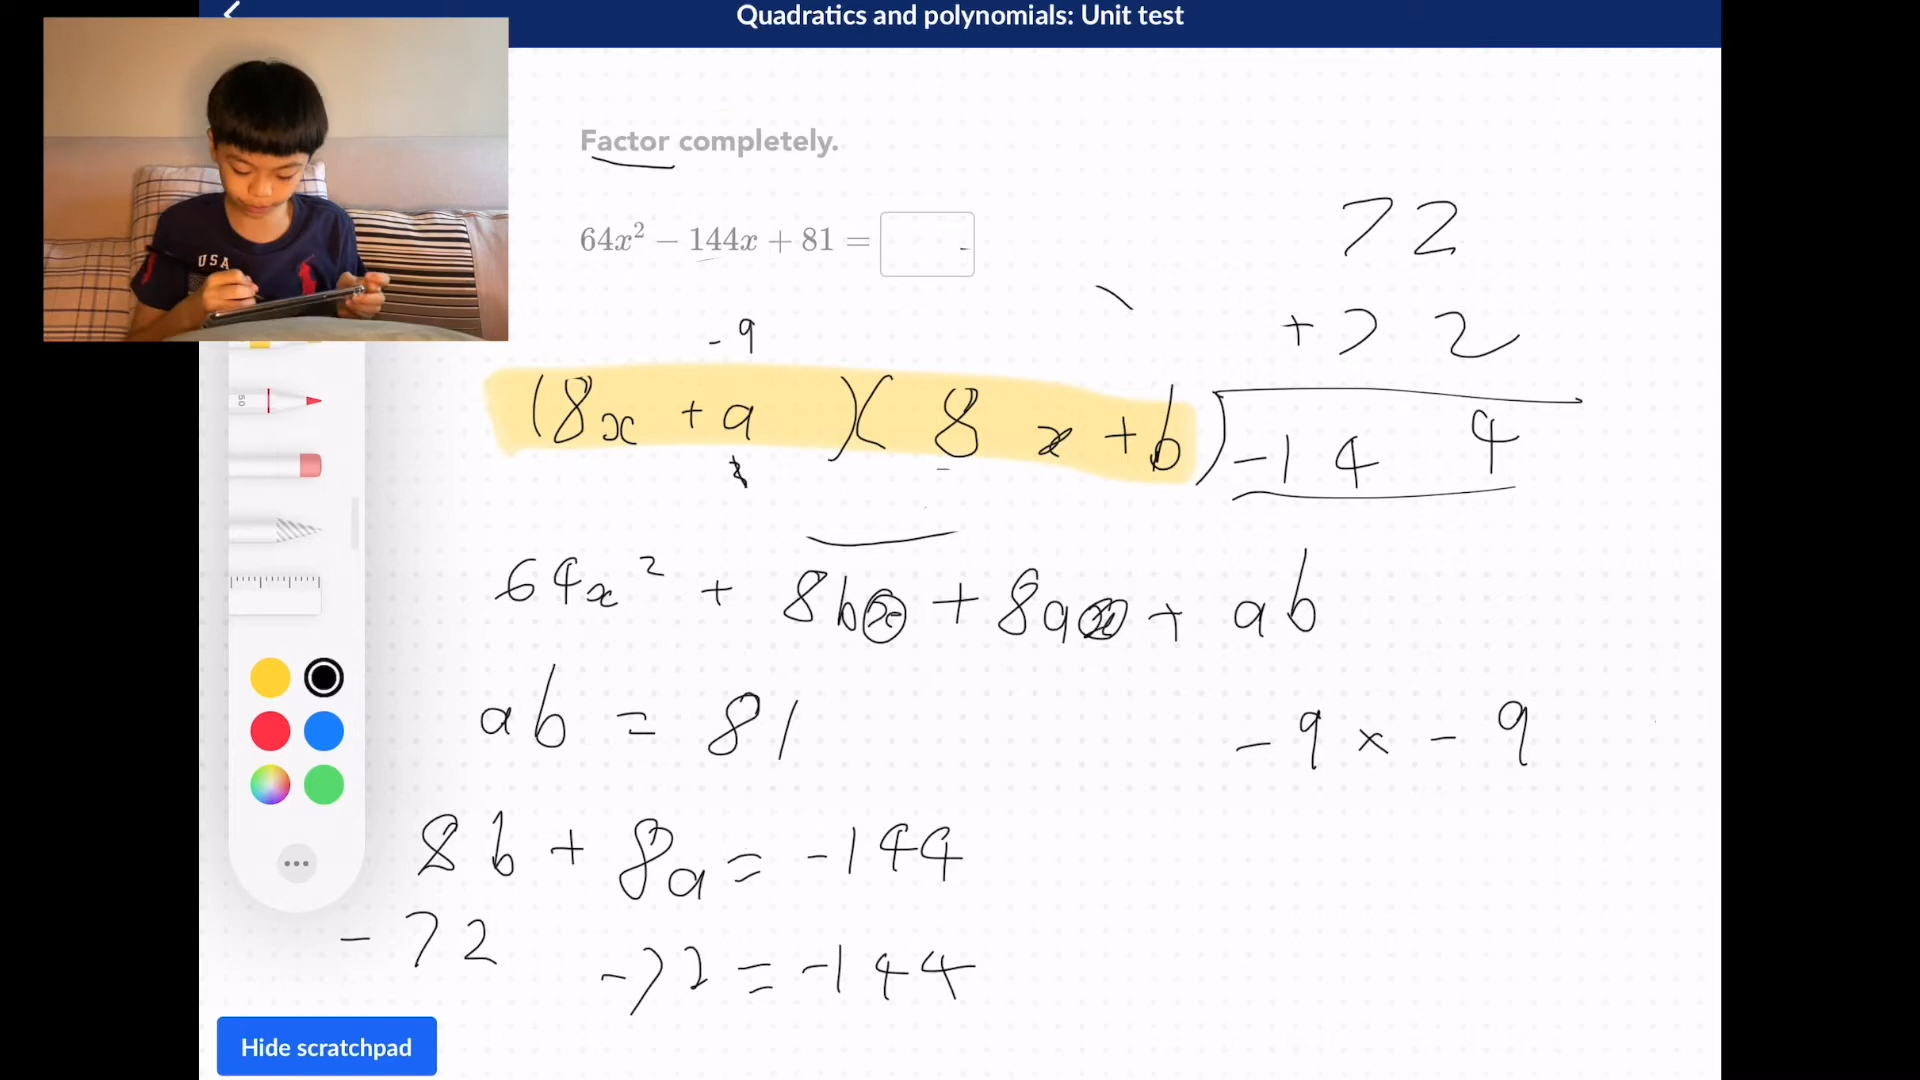 Quadratics and polynomials: Unit test
USA
Factor completely.
64x² − 144x + 81 =
72
+72
-144
-9
(8x + a)(8x + b)
64x² + 8bx + 8ax + ab
ab = 81
-9 x -9
8b + 8a = -144
-72 -72 = -144
50
Hide scratchpad